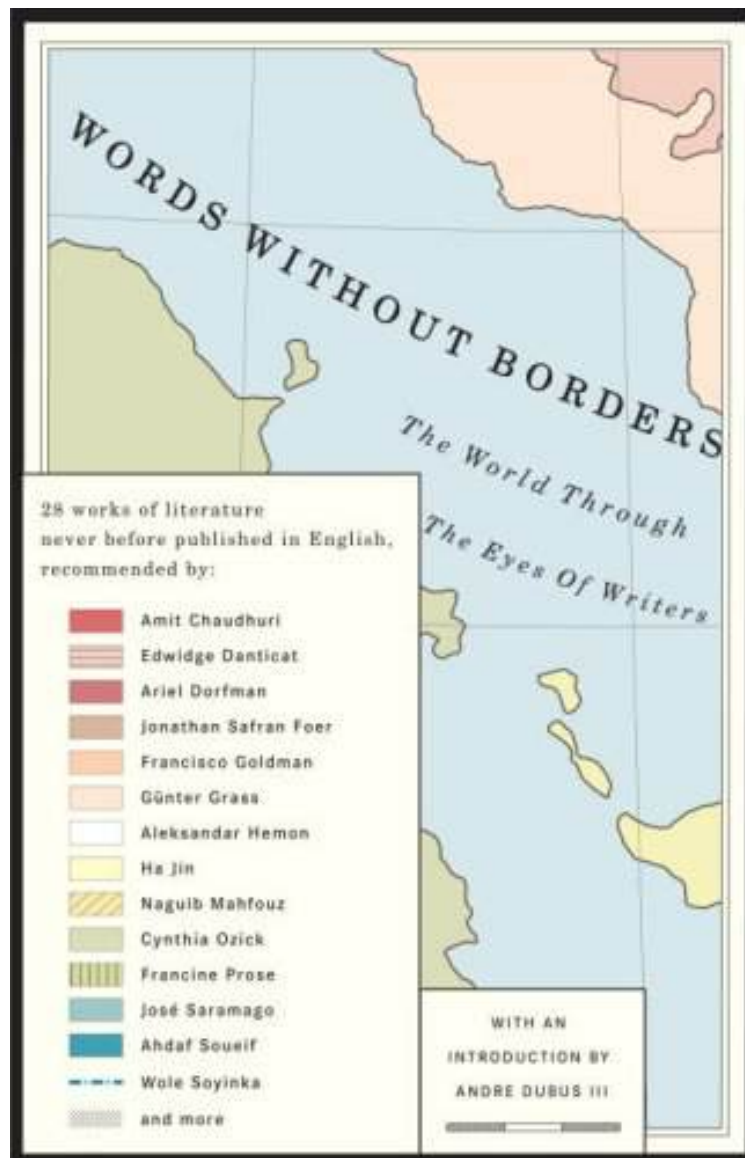 WORDS WITHOUT BORDERS
The World Through
The Eyes Of Writers
28 works of literature
never before published in English,
recommended by:
Amit Chaudhuri
Edwidge Danticat
Ariel Dorfman
Jonathan Safran Foer
Francisco Goldman
Günter Grass
Aleksandar Hemon
Ha Jin
Naguib Mahfouz
Cynthia Ozick
Francine Prose
José Saramago
Ahdaf Soueif
Wole Soyinka
and more
WITH AN
INTRODUCTION BY
ANDRE DUBUS III